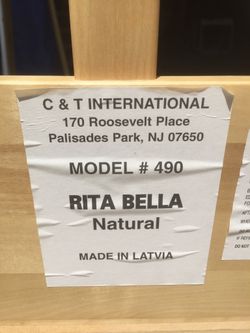 C & T INTERNATIONAL
170 Roosevelt Place
Palisades Park, NJ 07650
MODEL # 490
RITA BELLA
Natural
MADE IN LATVIA